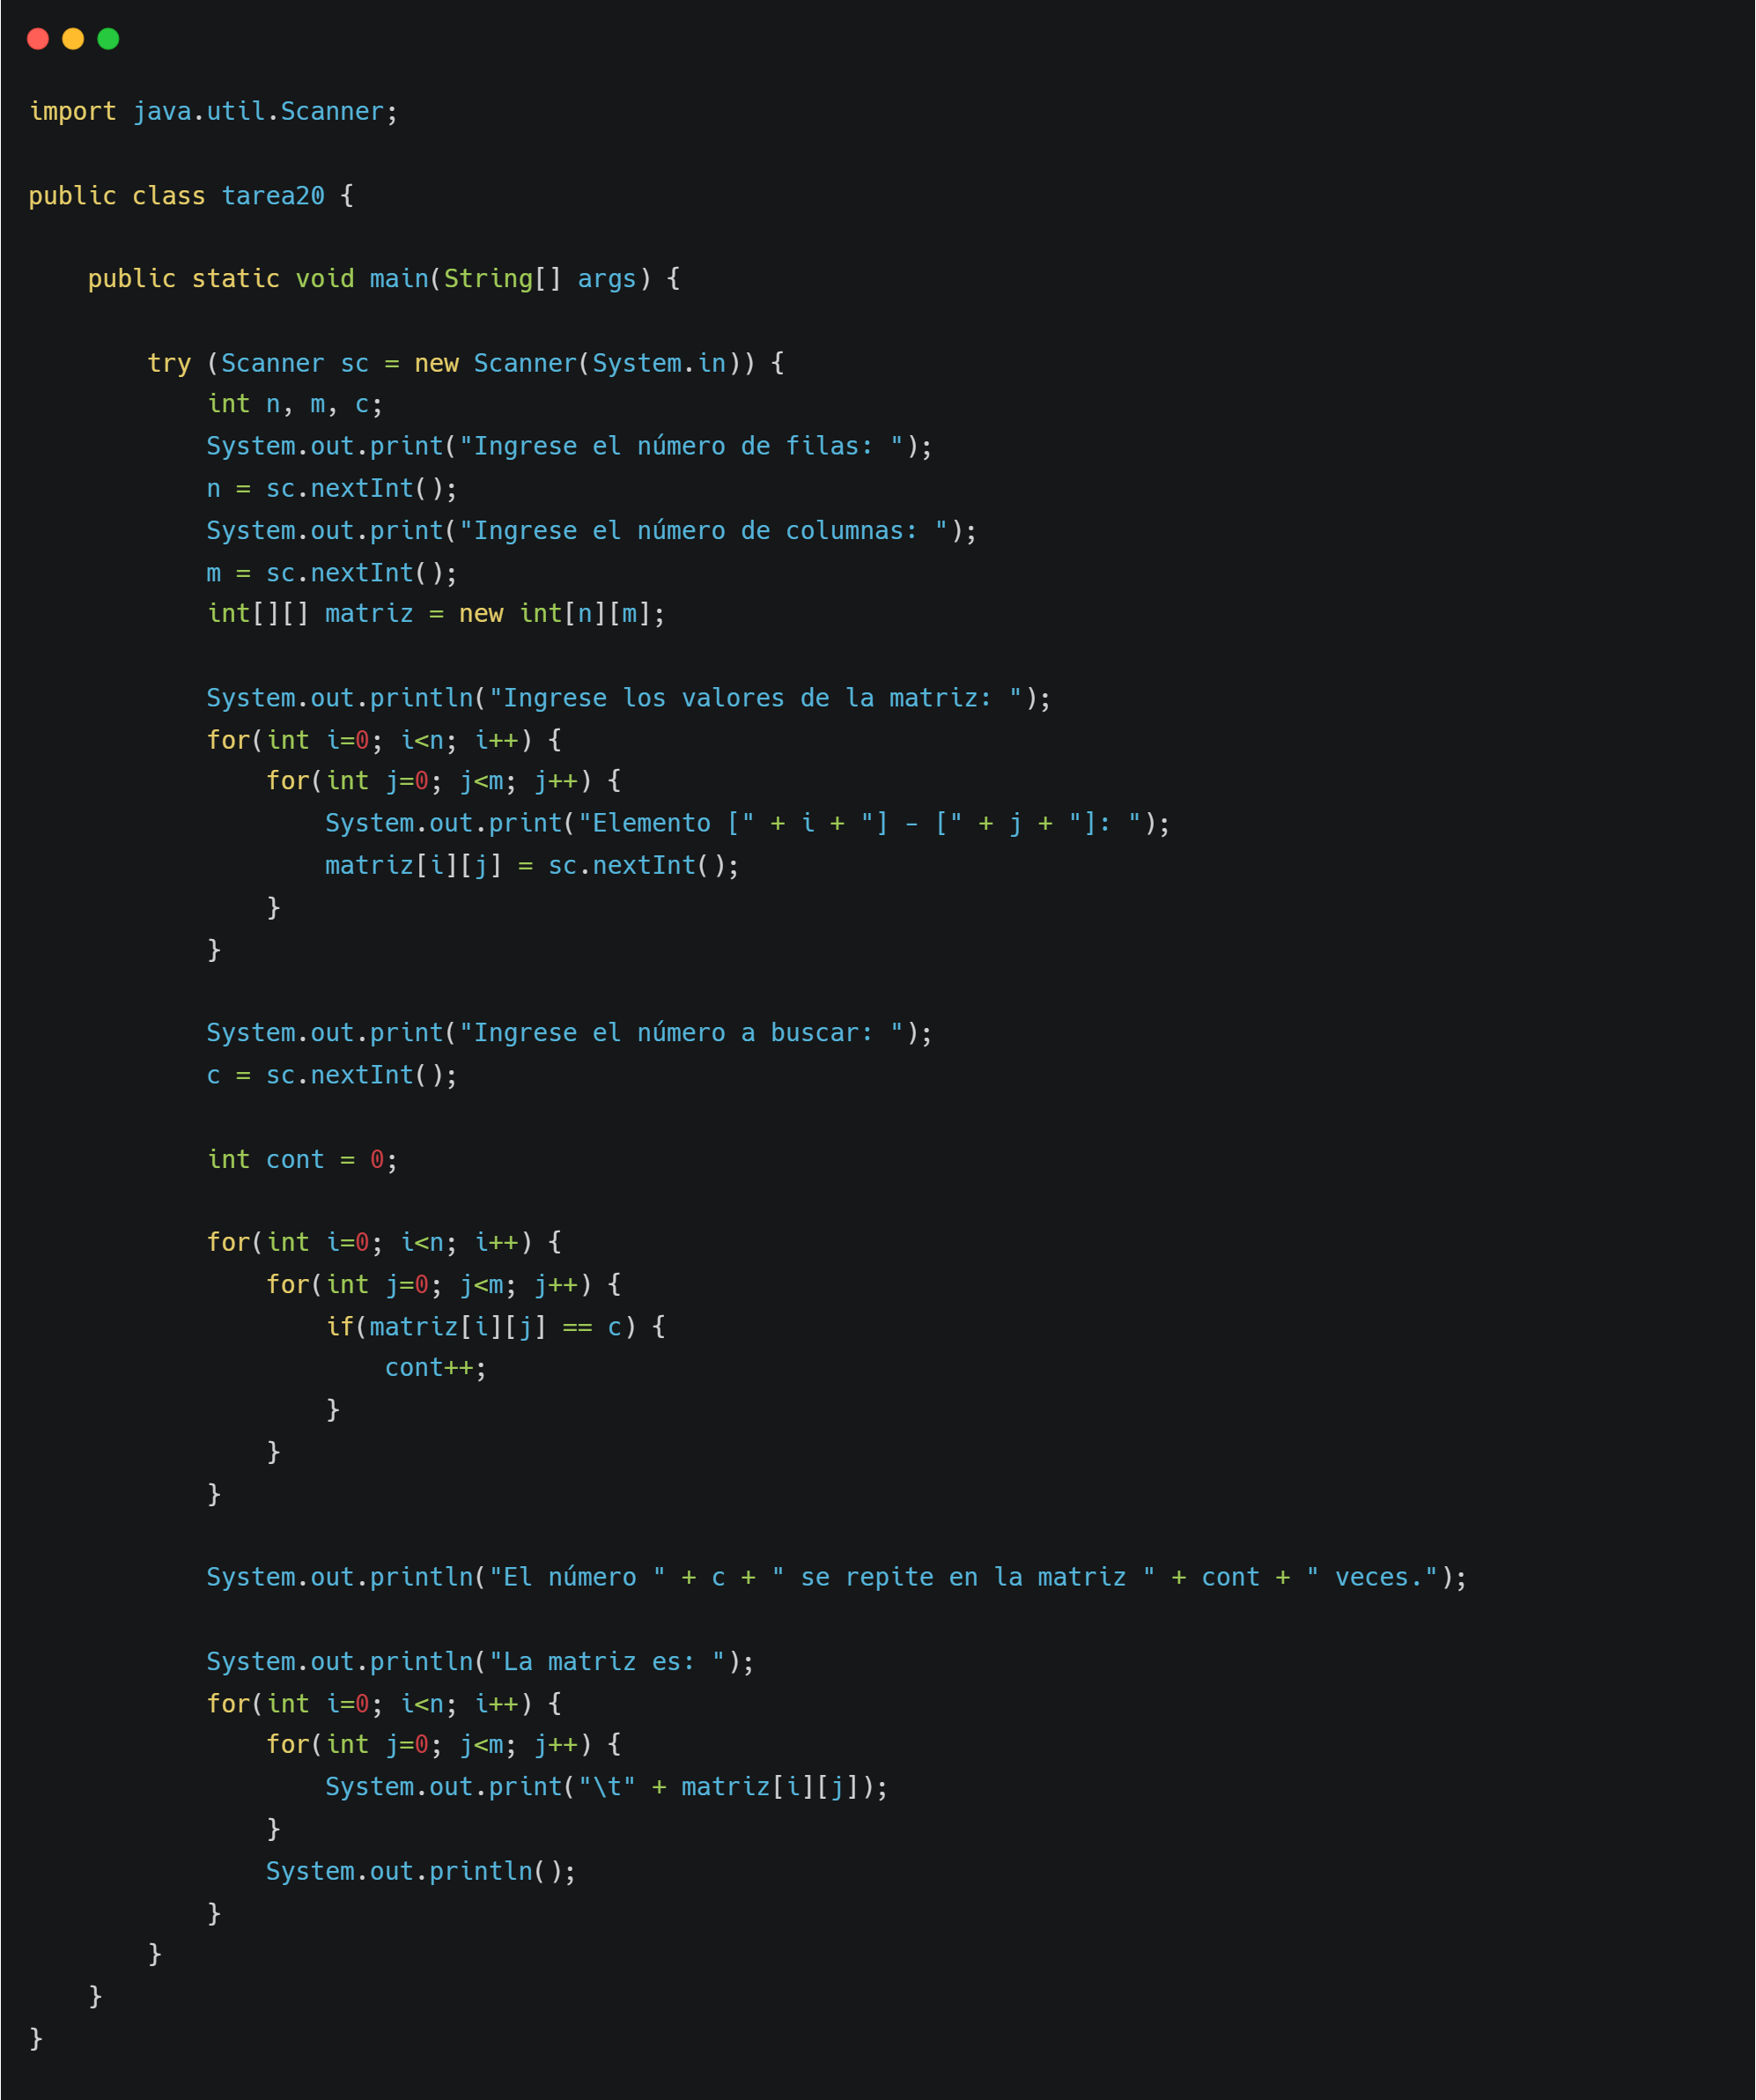 import java.util.Scanner;

public class tarea20 {

    public static void main(String[] args) {

        try (Scanner sc = new Scanner(System.in)) {
            int n, m, c;
            System.out.print("Ingrese el número de filas: ");
            n = sc.nextInt();
            System.out.print("Ingrese el número de columnas: ");
            m = sc.nextInt();
            int[][] matriz = new int[n][m];

            System.out.println("Ingrese los valores de la matriz: ");
            for(int i=0; i<n; i++) {
                for(int j=0; j<m; j++) {
                    System.out.print("Elemento [" + i + "] - [" + j + "]: ");
                    matriz[i][j] = sc.nextInt();
                }
            }

            System.out.print("Ingrese el número a buscar: ");
            c = sc.nextInt();

            int cont = 0;

            for(int i=0; i<n; i++) {
                for(int j=0; j<m; j++) {
                    if(matriz[i][j] == c) {
                        cont++;
                    }
                }
            }

            System.out.println("El número " + c + " se repite en la matriz " + cont + " veces.");

            System.out.println("La matriz es: ");
            for(int i=0; i<n; i++) {
                for(int j=0; j<m; j++) {
                    System.out.print("\t" + matriz[i][j]);
                }
                System.out.println();
            }
        }
    }
}